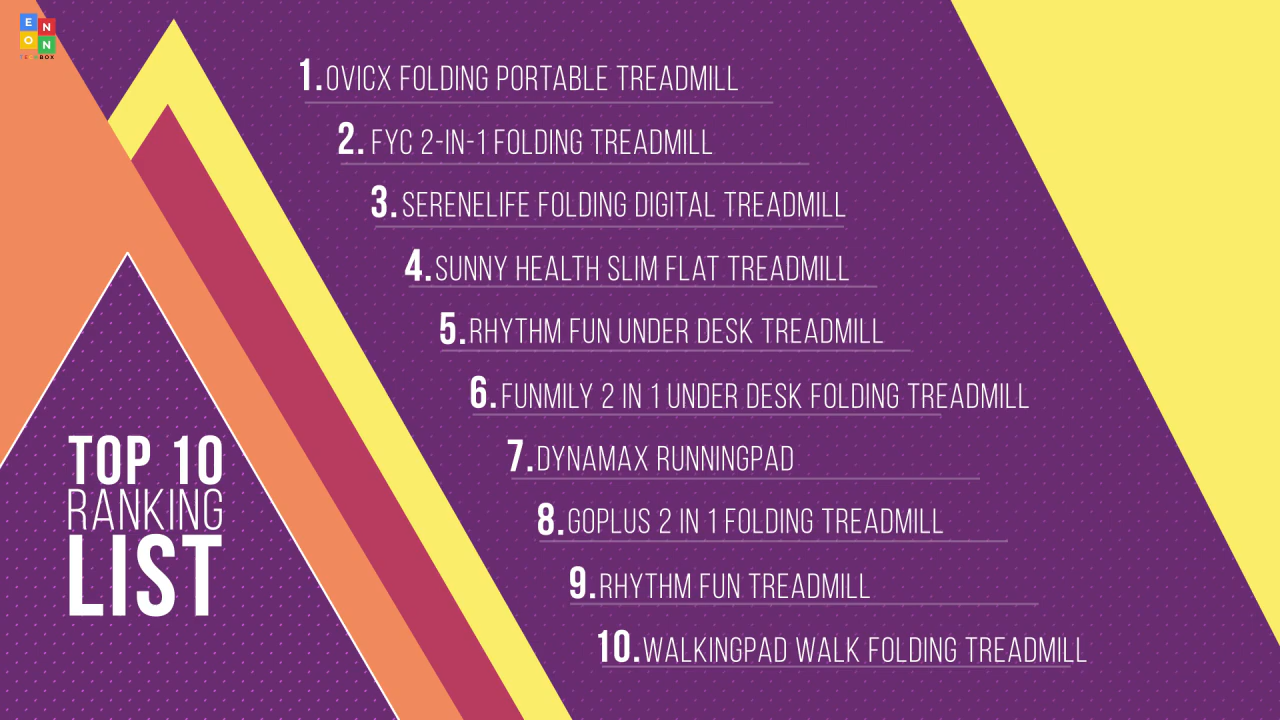 E N
O N
TECHBOX
1. OVICX FOLDING PORTABLE TREADMILL
2. FYC 2-IN-1 FOLDING TREADMILL
3. SERENELIFE FOLDING DIGITAL TREADMILL
4. SUNNY HEALTH SLIM FLAT TREADMILL
5. RHYTHM FUN UNDER DESK TREADMILL
6. FUNMILY 2 IN 1 UNDER DESK FOLDING TREADMILL
7. DYNAMAX RUNNINGPAD
8. GOPLUS 2 IN 1 FOLDING TREADMILL
9. RHYTHM FUN TREADMILL
10. WALKINGPAD WALK FOLDING TREADMILL
TOP 10
RANKING
LIST